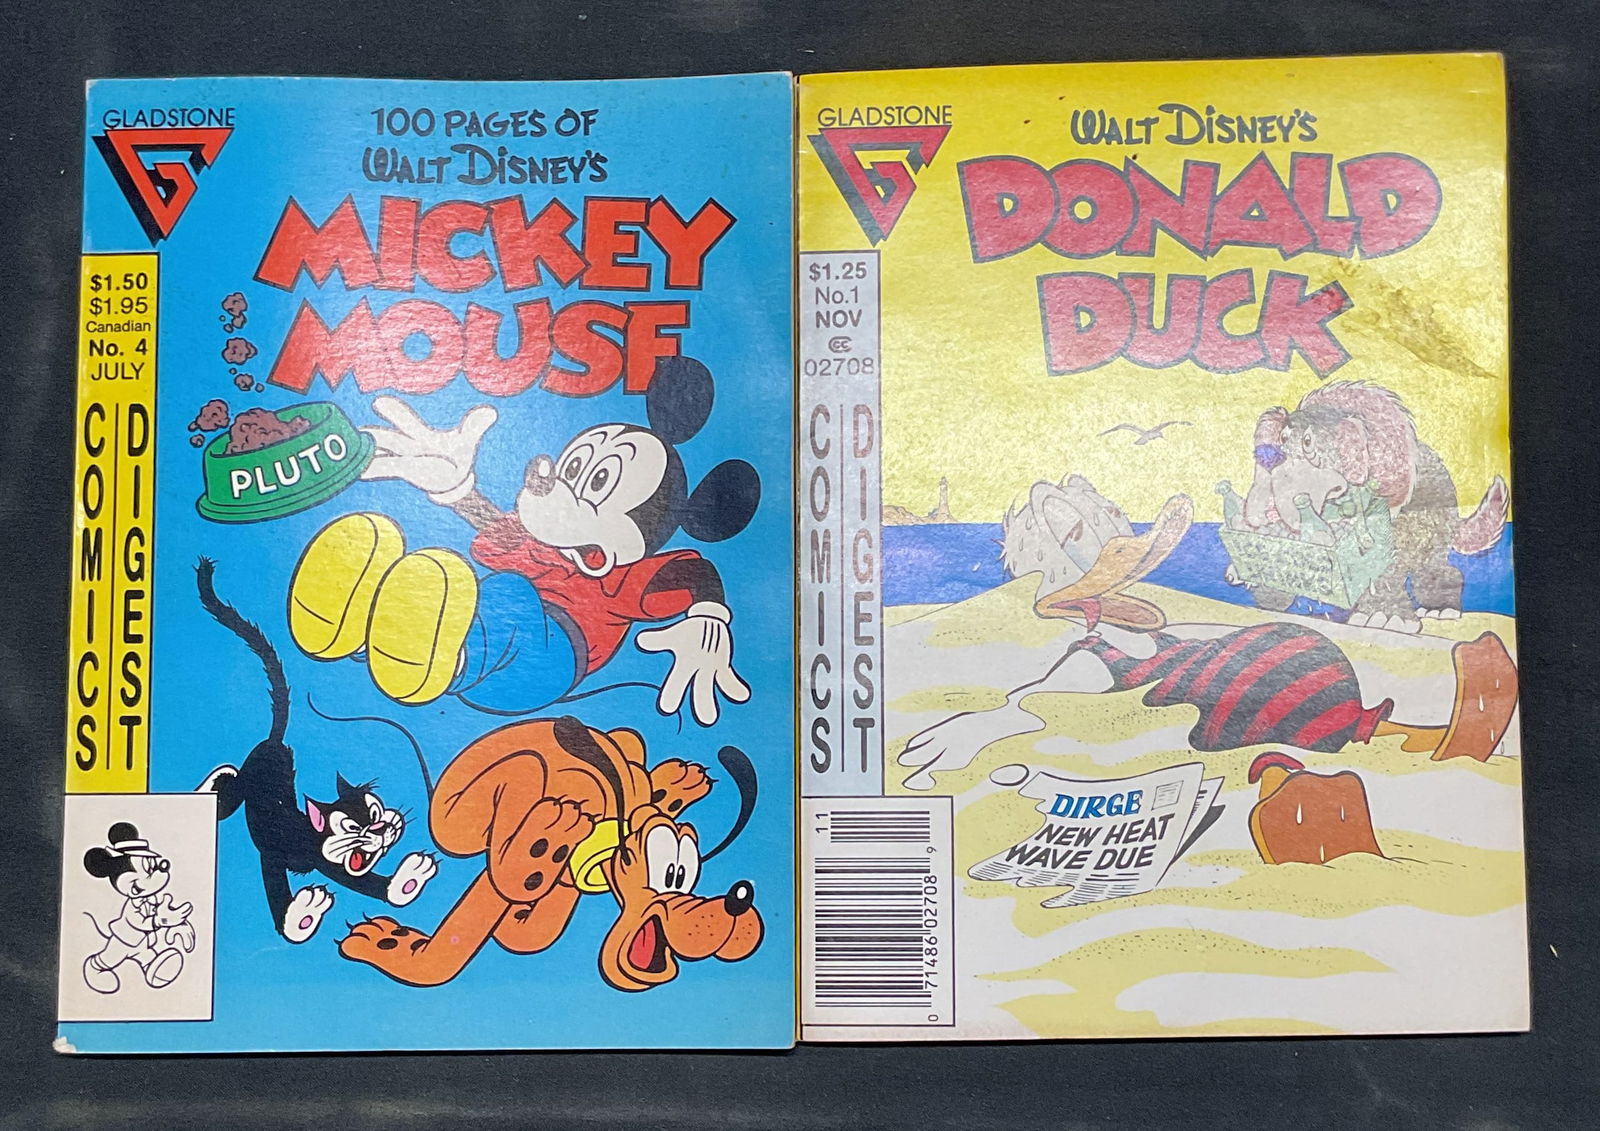 GLADSTONE
G
100 PAGES OF
WALT DISNEY'S
MICKEY
MOUSE
$1.50
$1.95
Canadian
No. 4
JULY
COMICS
DIGEST
PLUTO
GLADSTONE
G
WALT DISNEY'S
DONALD
DUCK
$1.25
No.1
NOV
CC
02708
COMICS
DIGEST
DIRGE
NEW HEAT
WAVE DUE
11
0 71486 02708 9